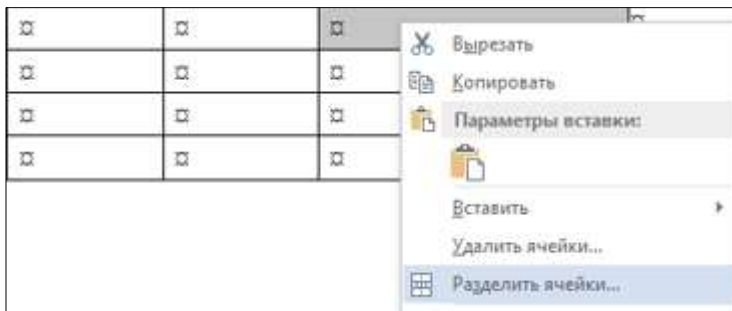 ¤ ¤ ¤ ¤
¤ ¤ ¤
¤ ¤ ¤
¤ ¤ ¤
Вырезать
Копировать
Параметры вставки:
Вставить
Удалить ячейки...
Разделить ячейки...